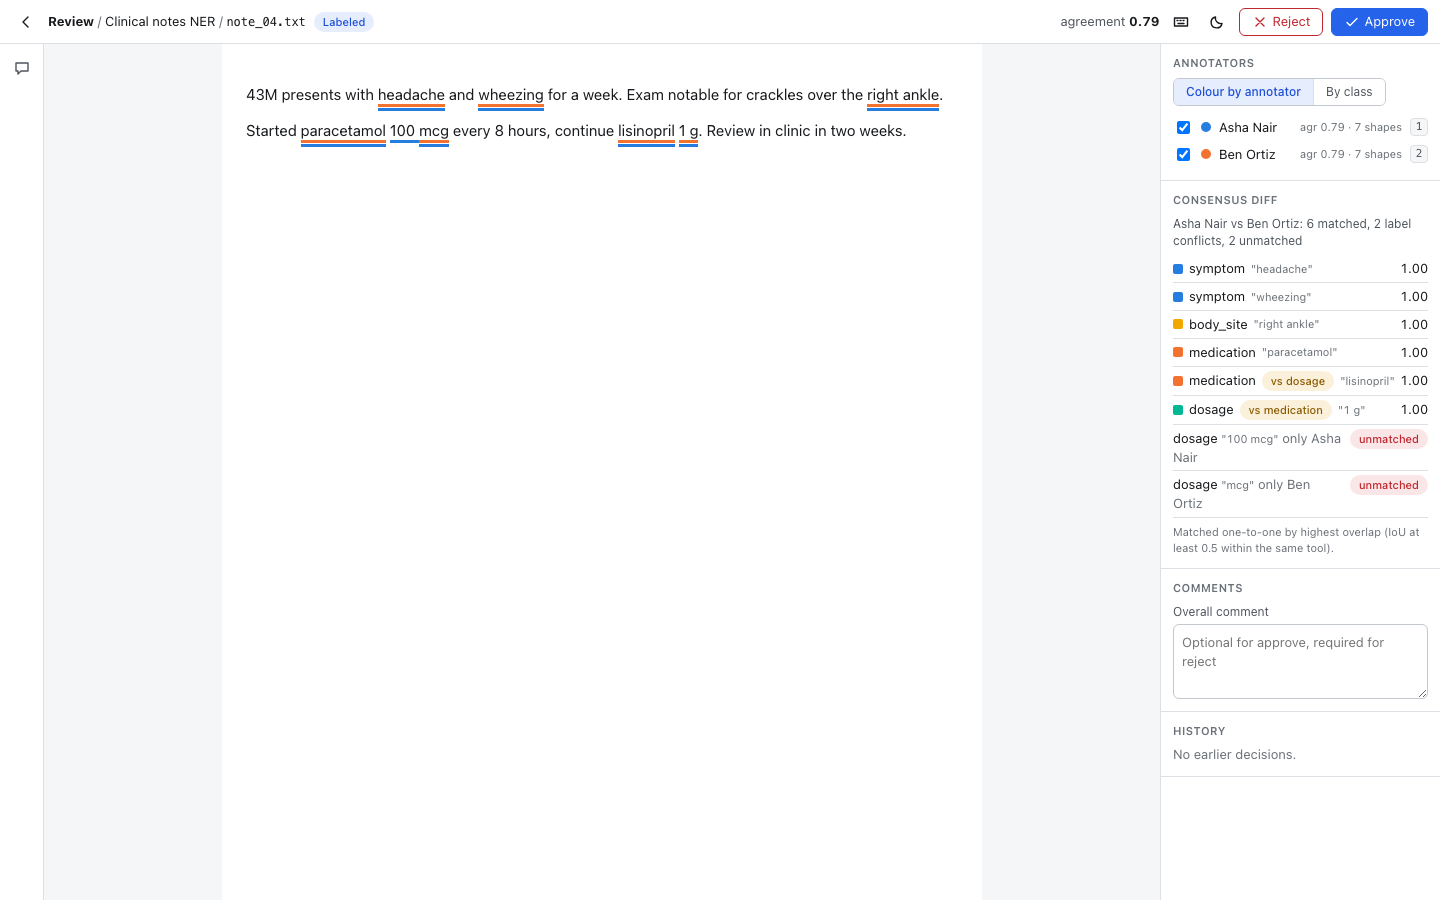 Review / Clinical notes NER / note_04.txt Labeled
agreement 0.79
Reject
Approve
43M presents with headache and wheezing for a week. Exam notable for crackles over the right ankle.
Started paracetamol 100 mcg every 8 hours, continue lisinopril 1 g. Review in clinic in two weeks.
ANNOTATORS
Colour by annotator By class
Asha Nair agr 0.79 · 7 shapes 1
Ben Ortiz agr 0.79 · 7 shapes 2
CONSENSUS DIFF
Asha Nair vs Ben Ortiz: 6 matched, 2 label
conflicts, 2 unmatched
symptom "headache" 1.00
symptom "wheezing" 1.00
body_site "right ankle" 1.00
medication "paracetamol" 1.00
medication vs dosage "lisinopril" 1.00
dosage vs medication "1 g" 1.00
dosage "100 mcg" only Asha unmatched
Nair
dosage "mcg" only Ben unmatched
Ortiz
Matched one-to-one by highest overlap (IoU at
least 0.5 within the same tool).
COMMENTS
Overall comment
Optional for approve, required for
reject
HISTORY
No earlier decisions.